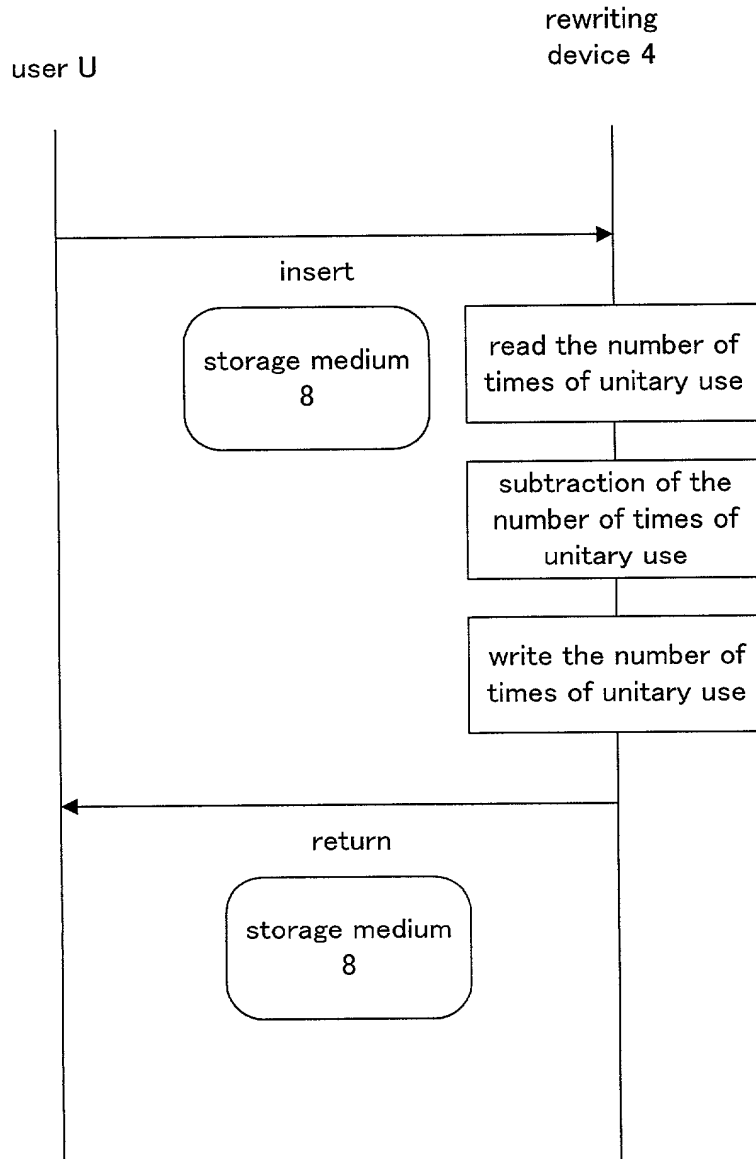 rewriting
device 4
user U
insert
storage medium
8
read the number of
times of unitary use
subtraction of the
number of times of
unitary use
write the number of
times of unitary use
return
storage medium
8